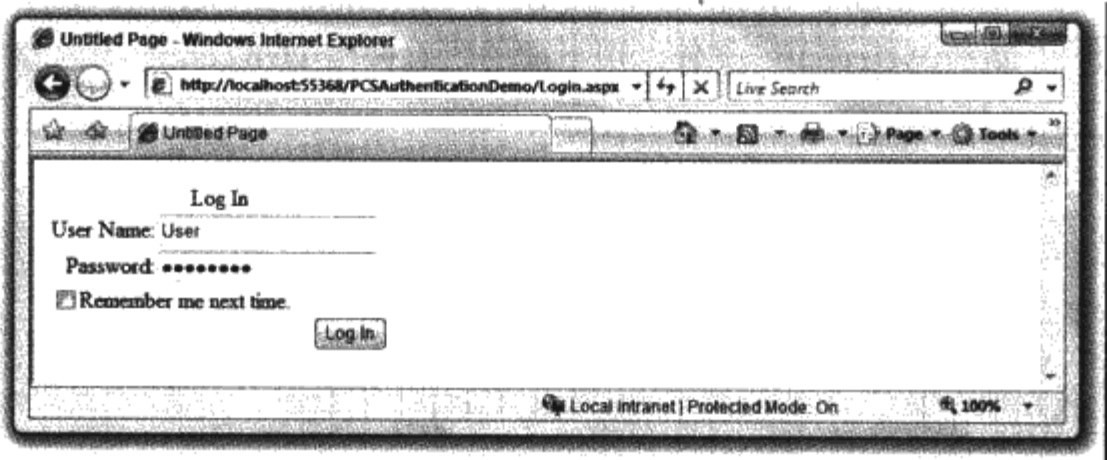 Untitled Page - Windows Internet Explorer
http://localhost:55368/PCSAuthenticationDemo/Login.aspx
Live Search
Untitled Page
Page
Tools
Log In
User Name: User
Password: ••••••••
Remember me next time.
Log In
Local intranet | Protected Mode: On
100%